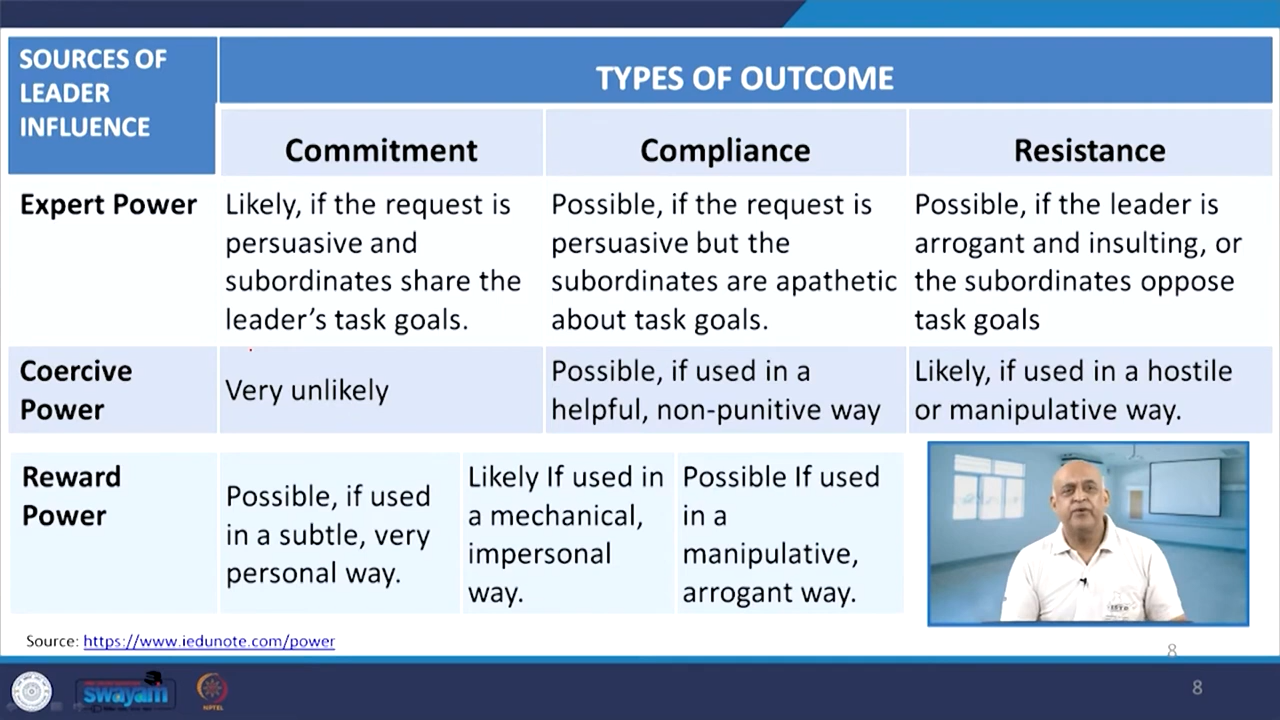 SOURCES OF
LEADER
INFLUENCE
TYPES OF OUTCOME
Commitment
Compliance
Resistance
Expert Power
Likely, if the request is
persuasive and
subordinates share the
leader’s task goals.
Possible, if the request is
persuasive but the
subordinates are apathetic
about task goals.
Possible, if the leader is
arrogant and insulting, or
the subordinates oppose
task goals
Coercive
Power
Very unlikely
Possible, if used in a
helpful, non-punitive way
Likely, if used in a hostile
or manipulative way.
Reward
Power
Possible, if used
in a subtle, very
personal way.
Likely If used in
a mechanical,
impersonal
way.
Possible If used
in a
manipulative,
arrogant way.
Source: https://www.iedunote.com/power
8
swayam
NPTEL
8